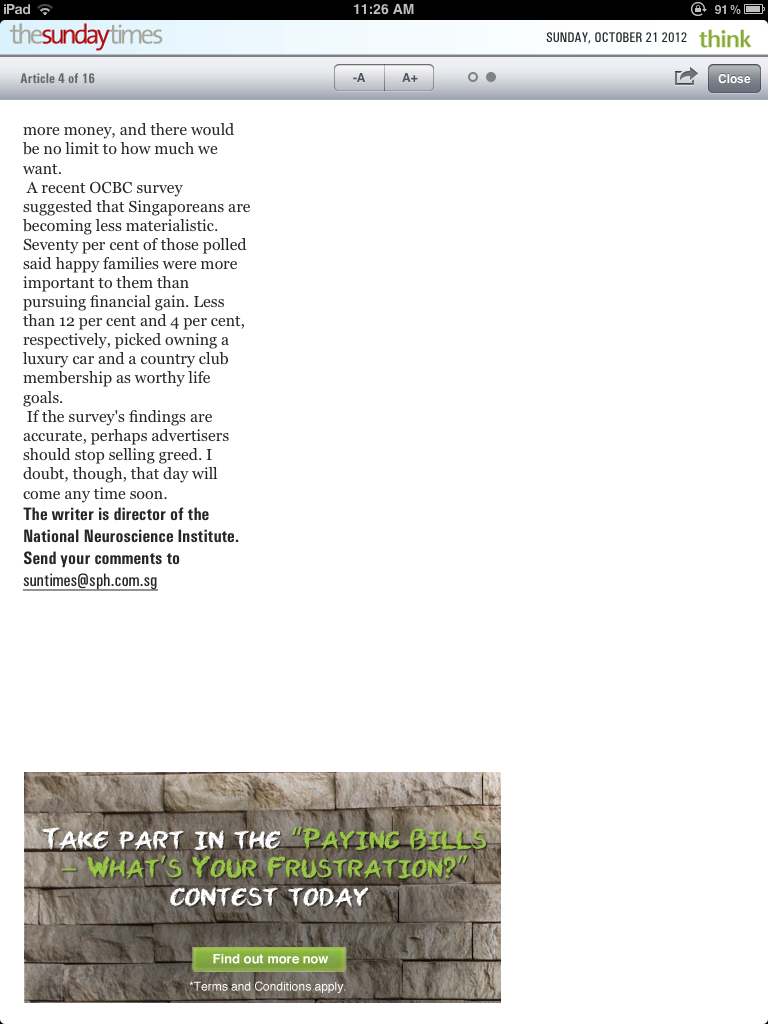 iPad 11:26 AM 91 %
thesundaytimes SUNDAY, OCTOBER 21 2012 think
Article 4 of 16 -A A+ Close
more money, and there would
be no limit to how much we
want.
A recent OCBC survey
suggested that Singaporeans are
becoming less materialistic.
Seventy per cent of those polled
said happy families were more
important to them than
pursuing financial gain. Less
than 12 per cent and 4 per cent,
respectively, picked owning a
luxury car and a country club
membership as worthy life
goals.
If the survey's findings are
accurate, perhaps advertisers
should stop selling greed. I
doubt, though, that day will
come any time soon.
The writer is director of the
National Neuroscience Institute.
Send your comments to
suntimes@sph.com.sg
TAKE PART IN THE "PAYING BILLS
– WHAT'S YOUR FRUSTRATION?"
CONTEST TODAY
Find out more now
*Terms and Conditions apply.